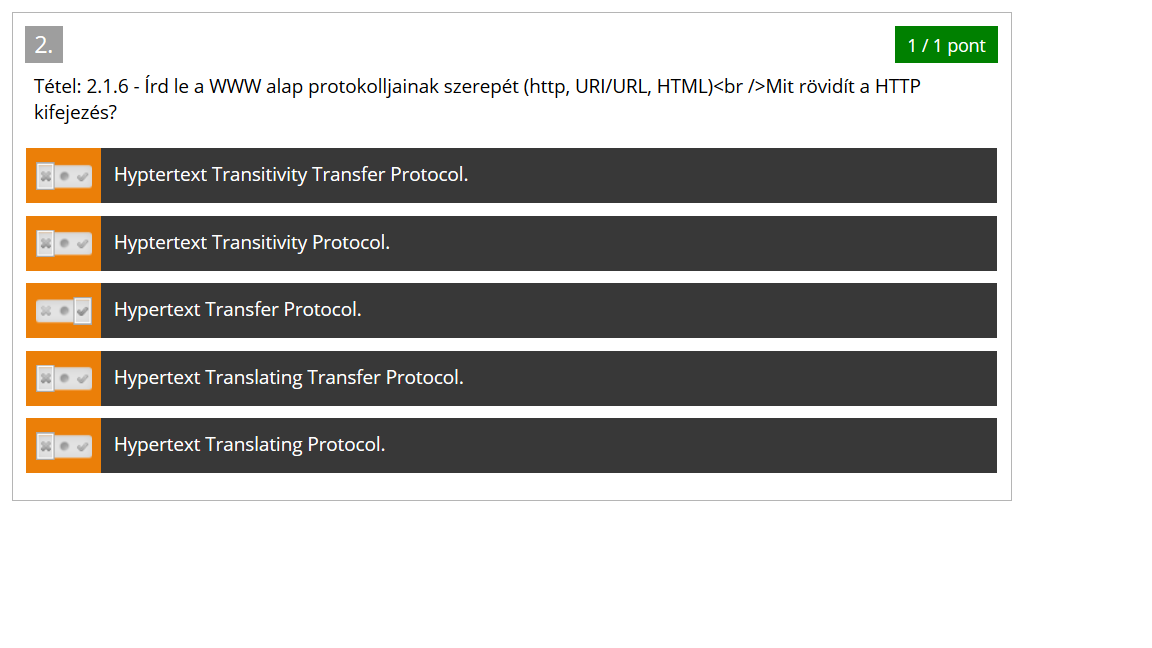 2.
1 / 1 pont
Tétel: 2.1.6 - Írd le a WWW alap protokolljainak szerepét (http, URI/URL, HTML)<br />Mit rövidít a HTTP
kifejezés?
Hyptertext Transitivity Transfer Protocol.
Hyptertext Transitivity Protocol.
Hypertext Transfer Protocol.
Hypertext Translating Transfer Protocol.
Hypertext Translating Protocol.